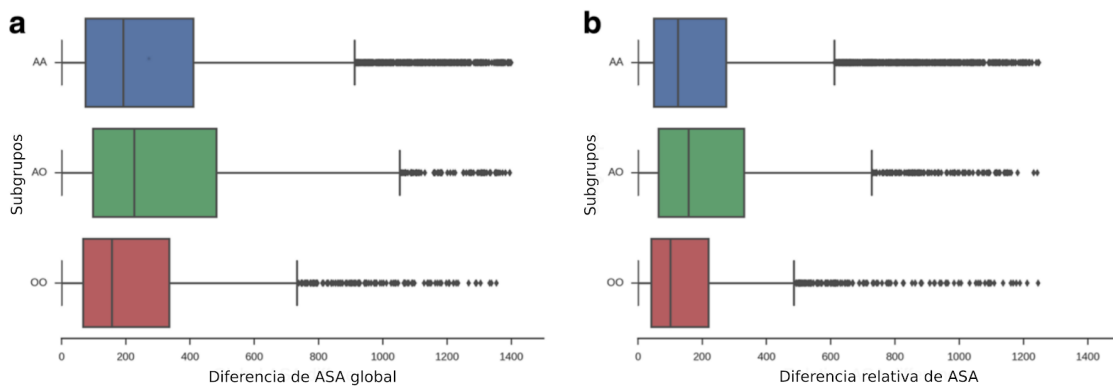 a
Subgrupos
AA
AO
OO
0 200 400 600 800 1000 1200 1400
Diferencia de ASA global
b
Subgrupos
AA
AO
OO
0 200 400 600 800 1000 1200 1400
Diferencia relativa de ASA